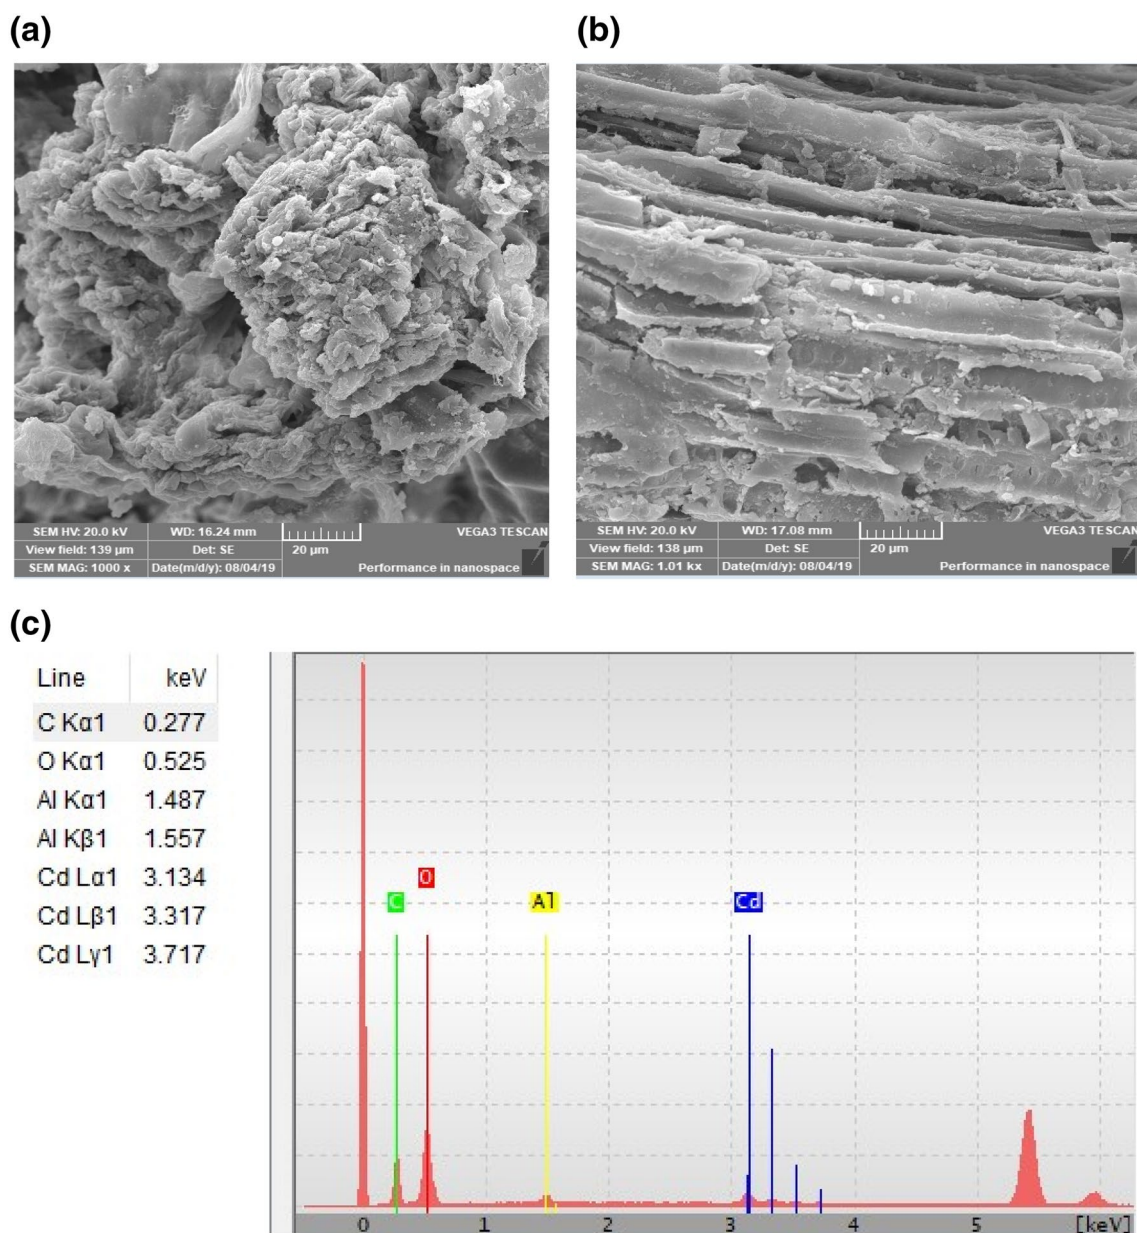 (a)
(b)
SEM HV: 20.0 kV WD: 16.24 mm VEGA3 TESCAN
View field: 139 µm Det: SE 20 µm
SEM MAG: 1000 x Date(m/d/y): 08/04/19 Performance in nanospace
SEM HV: 20.0 kV WD: 17.08 mm VEGA3 TESCAN
View field: 138 µm Det: SE 20 µm
SEM MAG: 1.01 kx Date(m/d/y): 08/04/19 Performance in nanospace
(c)
Line keV
C Kα1 0.277
O Kα1 0.525
Al Kα1 1.487
Al Kβ1 1.557
Cd Lα1 3.134
Cd Lβ1 3.317
Cd Lγ1 3.717
O
C Al Cd
0 1 2 3 4 5 [keV]